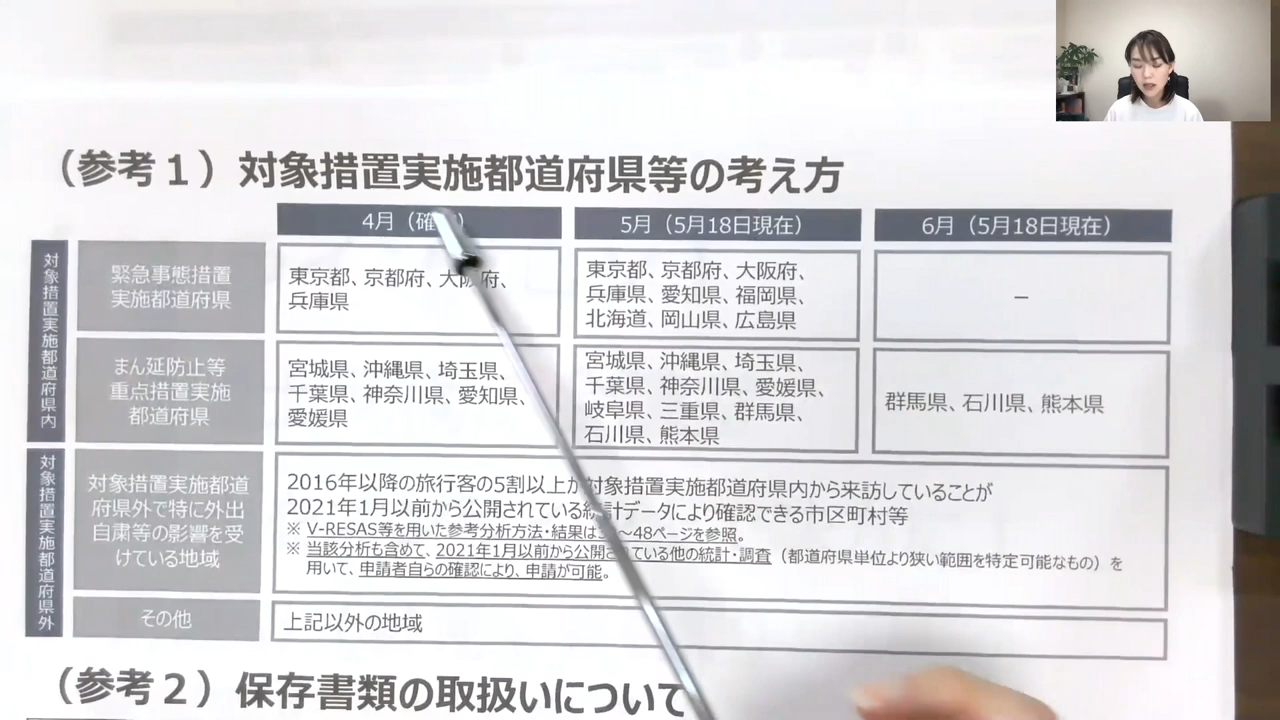 （参考１）対象措置実施都道府県等の考え方
4月（確
5月（5月18日現在）
6月（5月18日現在）
対象措置実施都道府県内
緊急事態措置
実施都道府県
東京都、京都府、大阪府、
兵庫県
東京都、京都府、大阪府、
兵庫県、愛知県、福岡県、
北海道、岡山県、広島県
－
まん延防止等
重点措置実施
都道府県
宮城県、沖縄県、埼玉県、
千葉県、神奈川県、愛知県、
愛媛県
宮城県、沖縄県、埼玉県、
千葉県、神奈川県、愛媛県、
岐阜県、三重県、群馬県、
石川県、熊本県
群馬県、石川県、熊本県
対象措置実施都道府県外
対象措置実施都道
府県外で特に外出
自粛等の影響を受
けている地域
2016年以降の旅行客の5割以上が対象措置実施都道府県内から来訪していることが
2021年1月以前から公開されている統計データにより確認できる市区町村等
※ V-RESAS等を用いた参考分析方法・結果は ～48ページを参照。
※ 当該分析も含めて、2021年1月以前から公開されている他の統計・調査（都道府県単位より狭い範囲を特定可能なもの）を
用いて、申請者自らの確認により、申請が可能。
その他
上記以外の地域
（参考２）保存書類の取扱いについて